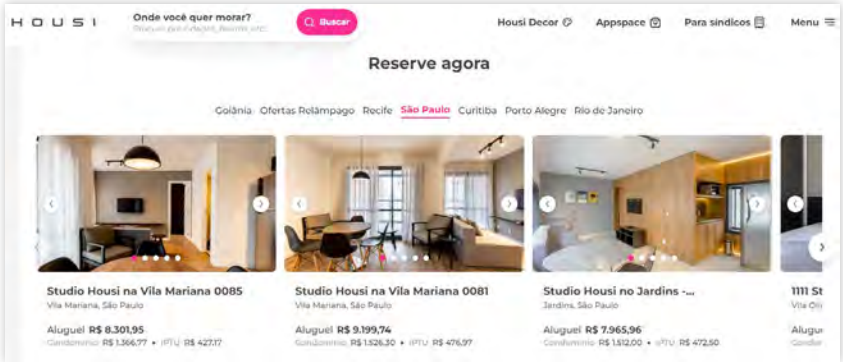 HOUSI
Onde você quer morar?
Buscar
Housi Decor
Appspace
Para síndicos
Menu
Reserve agora
Goiânia Ofertas Relâmpago Recife São Paulo Curitiba Porto Alegre Rio de Janeiro
Studio Housi na Vila Mariana 0085
Vila Mariana, São Paulo
Aluguel R$ 8.301,95
Condomínio R$ 1.366,77 • IPTU R$ 427,17
Studio Housi na Vila Mariana 0081
Vila Mariana, São Paulo
Aluguel R$ 9.199,74
Condomínio R$ 1.526,30 • IPTU R$ 476,97
Studio Housi no Jardins -...
Jardins, São Paulo
Aluguel R$ 7.965,96
Condomínio R$ 1.512,00 • IPTU R$ 472,50
1111 St
Vila Oli
Alugue